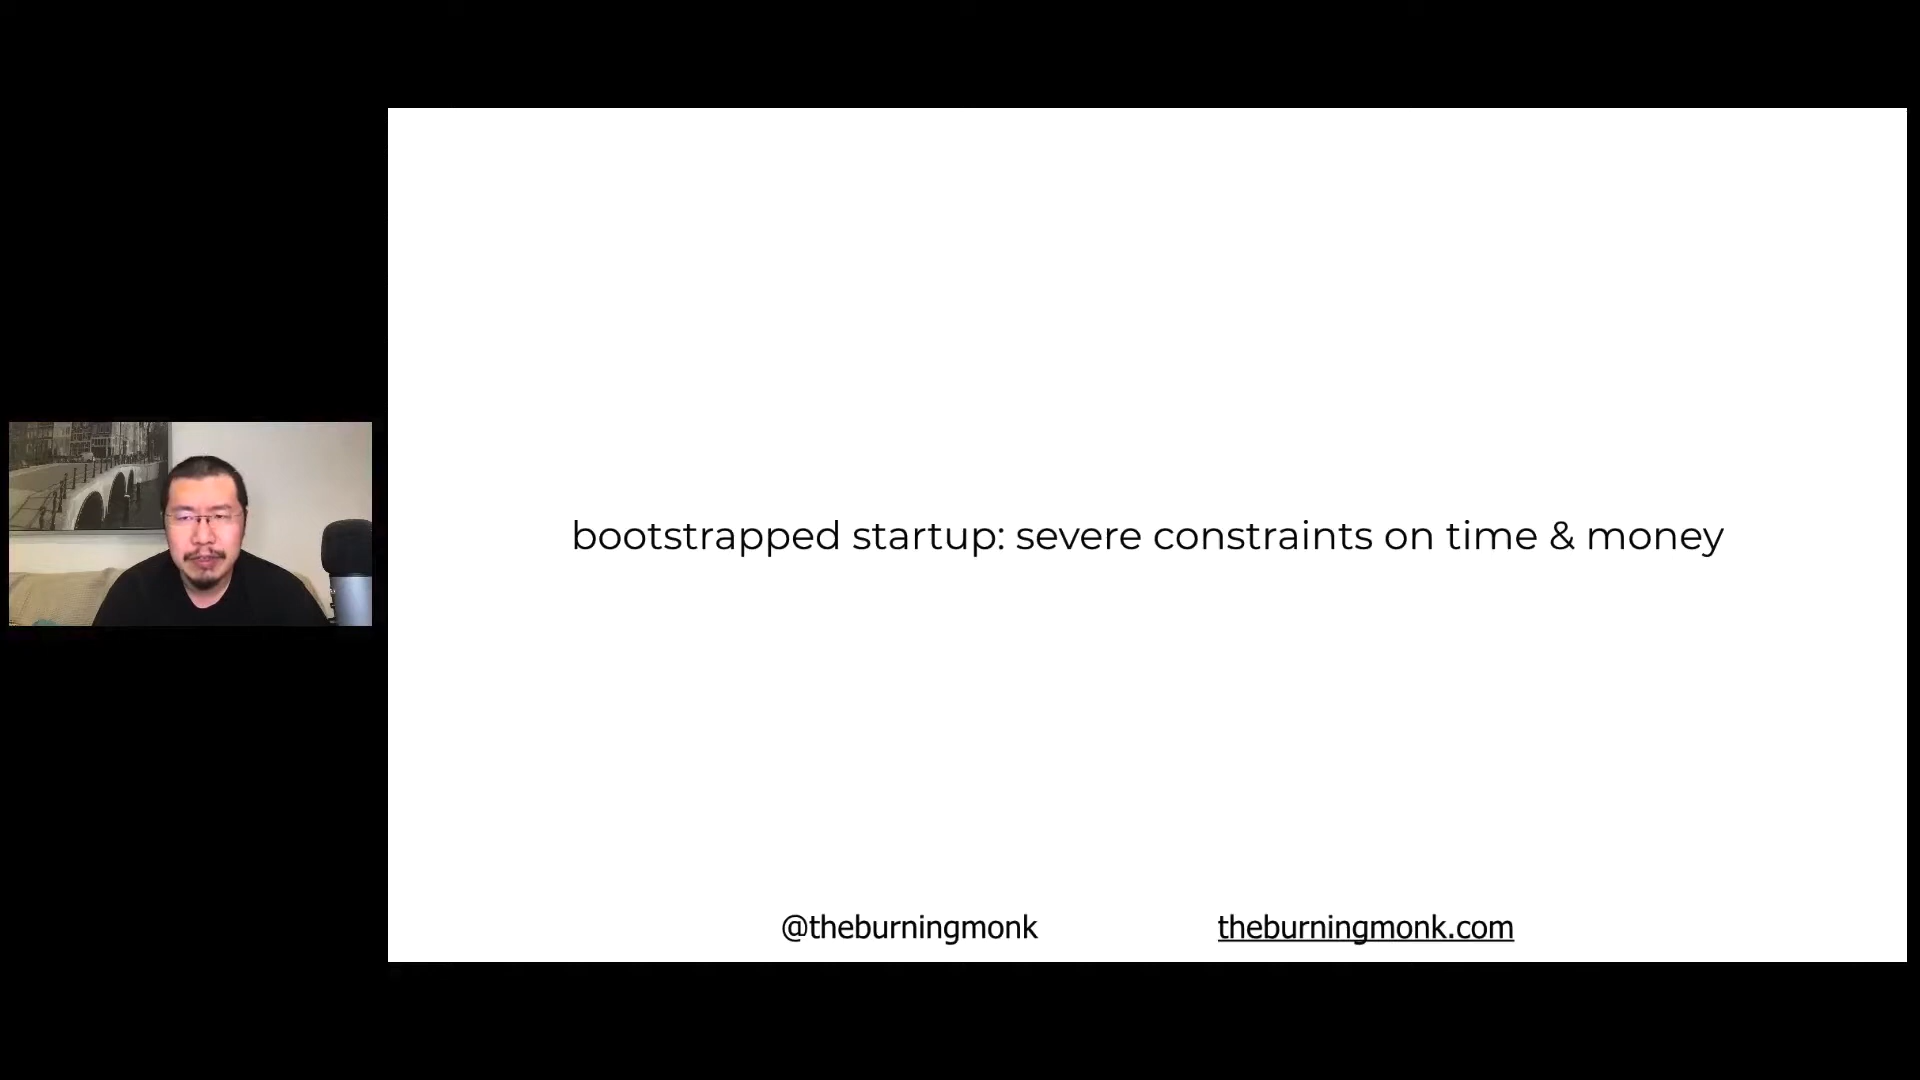 bootstrapped startup: severe constraints on time & money
@theburningmonk
theburningmonk.com